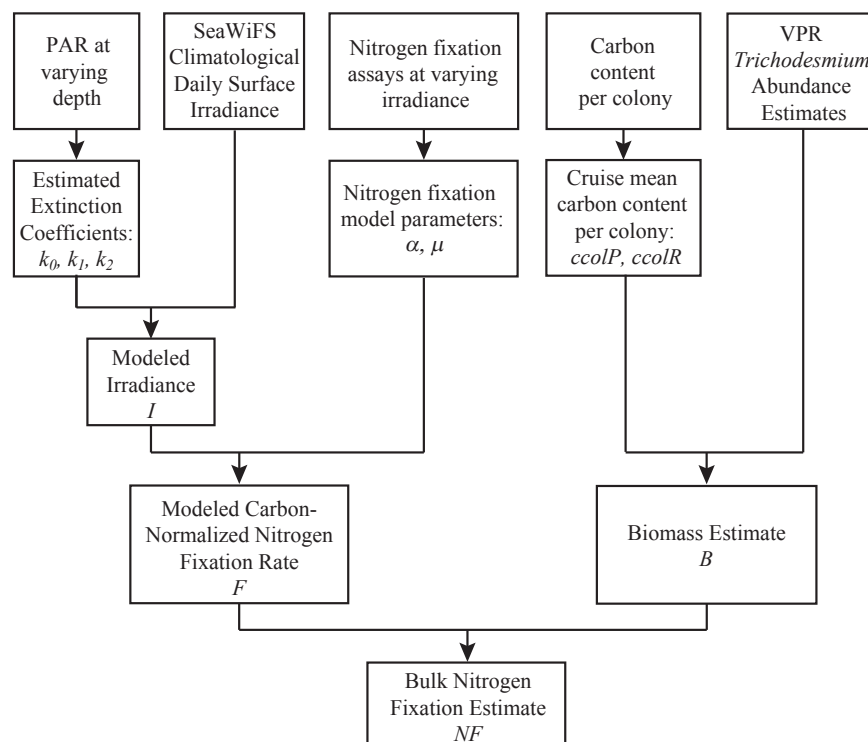 PAR at
varying
depth
SeaWiFS
Climatological
Daily Surface
Irradiance
Nitrogen fixation
assays at varying
irradiance
Carbon
content
per colony
VPR
Trichodesmium
Abundance
Estimates
Estimated
Extinction
Coefficients:
k0, k1, k2
Nitrogen fixation
model parameters:
α, μ
Cruise mean
carbon content
per colony:
ccolP, ccolR
Modeled
Irradiance
I
Modeled Carbon-
Normalized Nitrogen
Fixation Rate
F
Biomass Estimate
B
Bulk Nitrogen
Fixation Estimate
NF